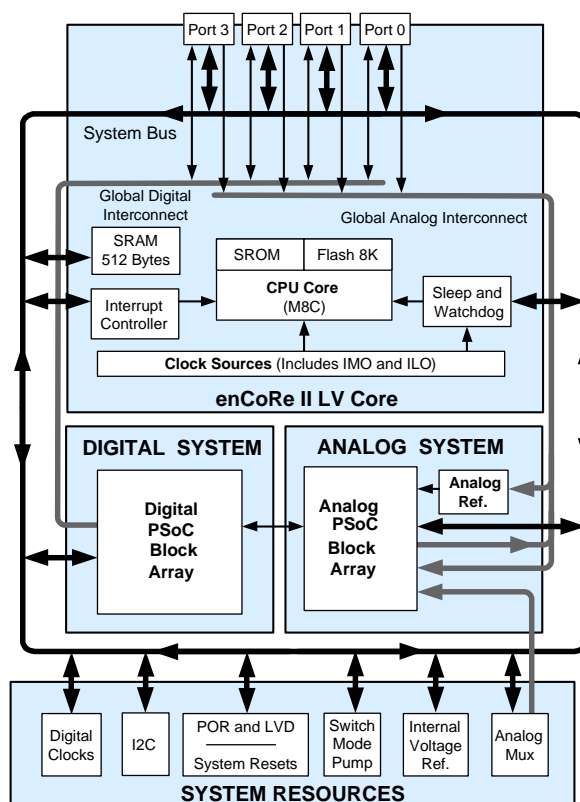 Port 3 Port 2 Port 1 Port 0
System Bus
Global Digital
Interconnect
Global Analog Interconnect
SRAM
512 Bytes
SROM Flash 8K
CPU Core
(M8C)
Interrupt
Controller
Sleep and
Watchdog
Clock Sources (Includes IMO and ILO)
enCoRe II LV Core
DIGITAL SYSTEM
Digital
PSoC
Block
Array
ANALOG SYSTEM
Analog
PSoC
Block
Array
Analog
Ref.
Digital
Clocks
I2C
POR and LVD
System Resets
Switch
Mode
Pump
Internal
Voltage
Ref.
Analog
Mux
SYSTEM RESOURCES